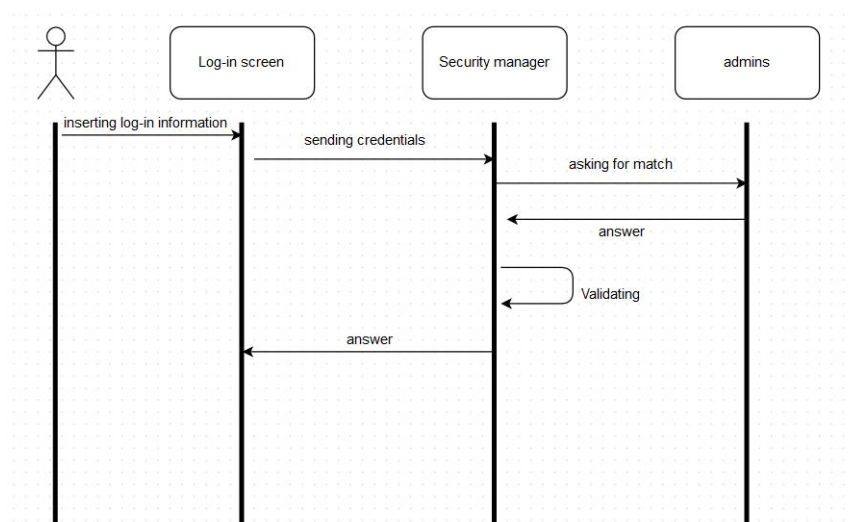 Log-in screen
Security manager
admins
inserting log-in information
sending credentials
asking for match
answer
Validating
answer